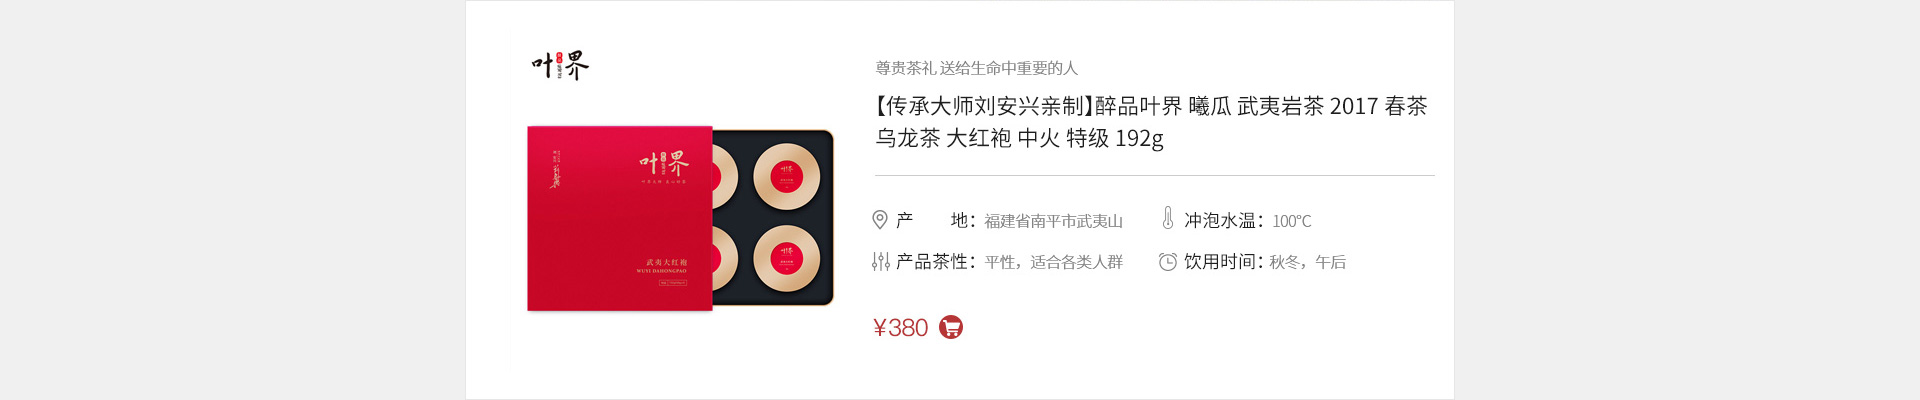 叶界
尊贵茶礼 送给生命中重要的人
【传承大师刘安兴亲制】醉品叶界 曦瓜 武夷岩茶 2017 春茶
乌龙茶 大红袍 中火 特级 192g
叶界
武夷大红袍
WUYI DAHONGPAO
叶界
叶界
产 地：福建省南平市武夷山
冲泡水温：100℃
产品茶性：平性，适合各类人群
饮用时间：秋冬，午后
¥380